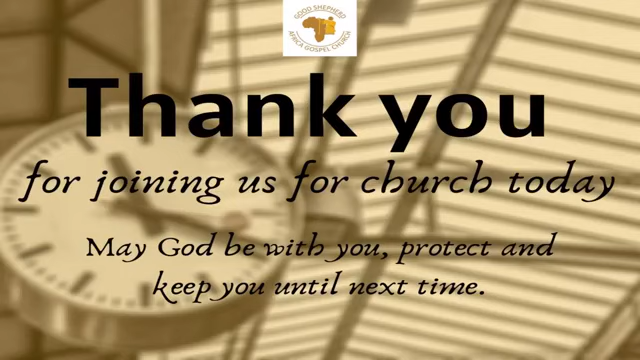 GOOD SHEPHERD
AFRICA GOSPEL CHURCH
Thank you
for joining us for church today
May God be with you, protect and
keep you until next time.